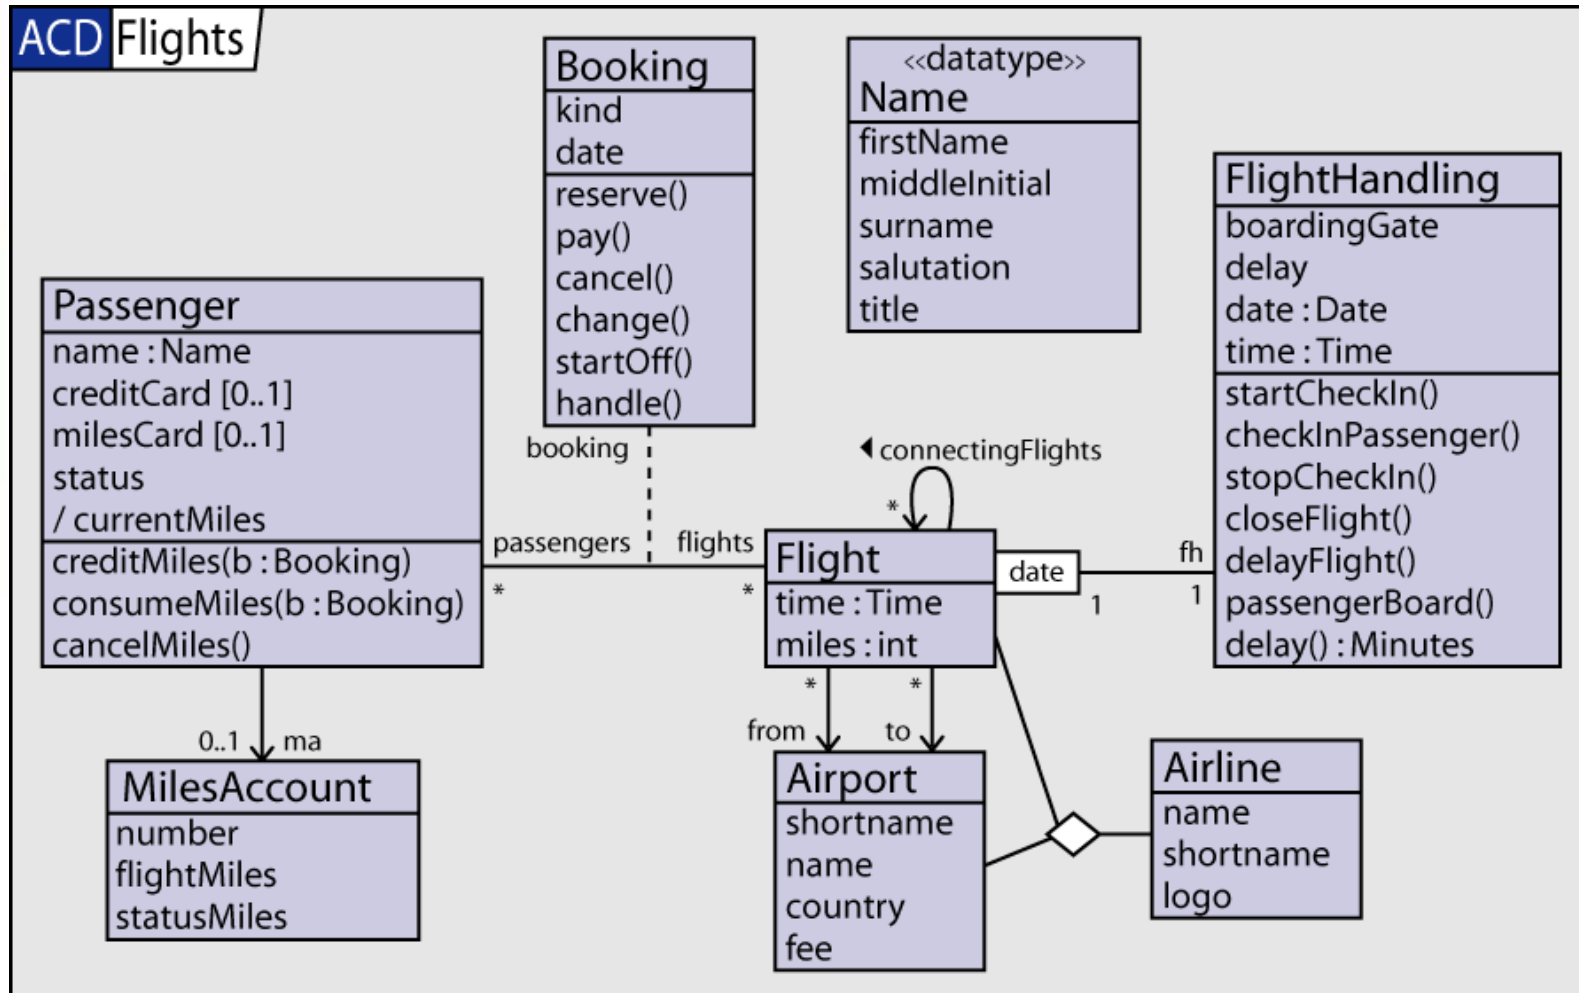 ACD Flights
Booking
kind
date
reserve()
pay()
cancel()
change()
startOff()
handle()
booking
<<datatype>>
Name
firstName
middleInitial
surname
salutation
title
FlightHandling
boardingGate
delay
date : Date
time : Time
startCheckIn()
checkInPassenger()
stopCheckIn()
closeFlight()
delayFlight()
passengerBoard()
delay() : Minutes
Passenger
name : Name
creditCard [0..1]
milesCard [0..1]
status
/ currentMiles
creditMiles(b : Booking)
consumeMiles(b : Booking)
cancelMiles()
passengers
*
flights
*
connectingFlights
*
Flight
time : Time
miles : int
date
1
fh
1
0..1 ma
MilesAccount
number
flightMiles
statusMiles
*
from
*
to
Airport
shortname
name
country
fee
Airline
name
shortname
logo